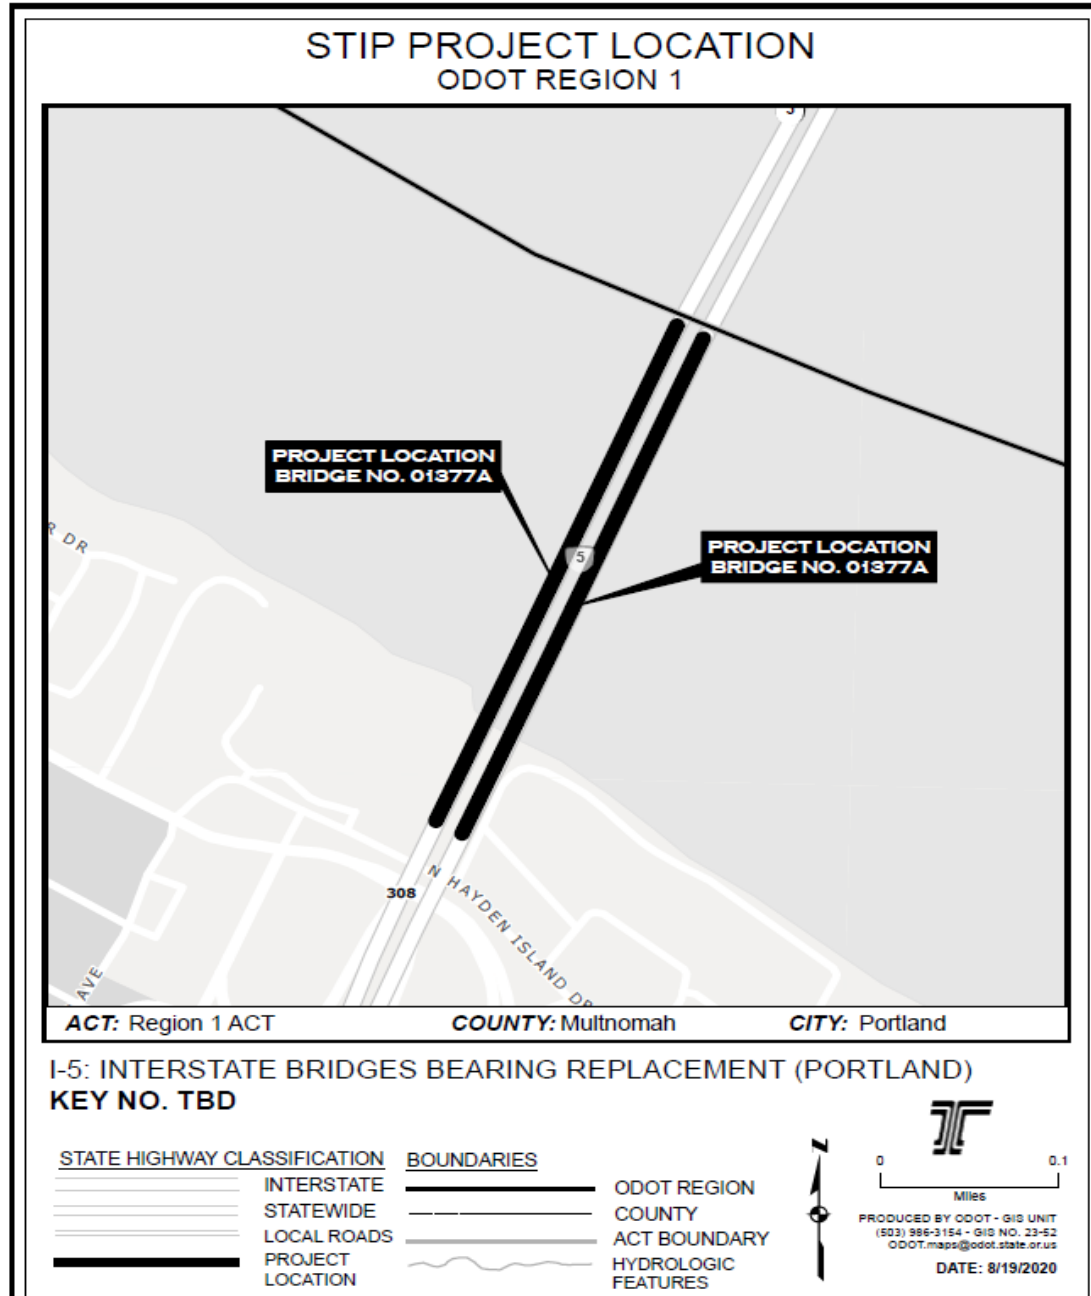 STIP PROJECT LOCATION
ODOT REGION 1
PROJECT LOCATION
BRIDGE NO. 01377A
5
PROJECT LOCATION
BRIDGE NO. 01377A
R DR
308
N HAYDEN ISLAND DR
AVE
ACT: Region 1 ACT COUNTY: Multnomah CITY: Portland
I-5: INTERSTATE BRIDGES BEARING REPLACEMENT (PORTLAND)
KEY NO. TBD
STATE HIGHWAY CLASSIFICATION
INTERSTATE
STATEWIDE
LOCAL ROADS
PROJECT
LOCATION
BOUNDARIES
ODOT REGION
COUNTY
ACT BOUNDARY
HYDROLOGIC
FEATURES
N
0 0.1
Miles
PRODUCED BY ODOT - GIS UNIT
(503) 986-3154 - GIS NO. 23-52
ODOT.maps@odot.state.or.us
DATE: 8/19/2020